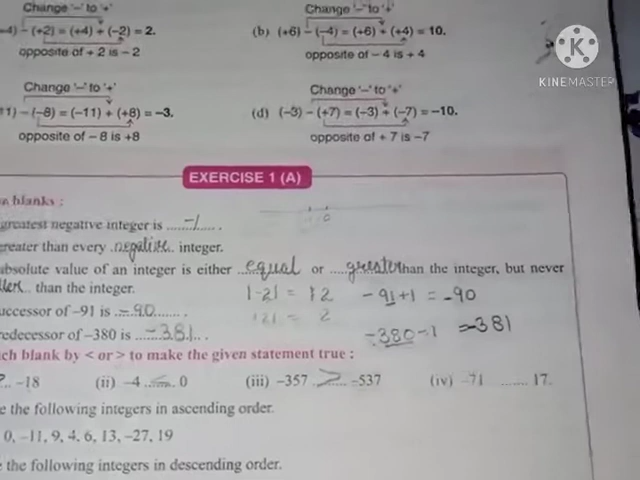 Change '–' to '+' Change '–' to '+'
–4) – (+2) = (+4) + (–2) = 2. (b) (+6) – (–4) = (+6) + (+4) = 10.
opposite of + 2 is – 2 opposite of – 4 is + 4
KINEMASTER
Change '–' to '+' Change '–' to '+'
11) – (–8) = (–11) + (+8) = –3. (d) (–3) – (+7) = (–3) + (–7) = –10.
opposite of – 8 is +8 opposite of + 7 is –7
EXERCISE 1 (A)
blanks :
greatest negative integer is ..–1.. .
greater than every .negative.. integer.
absolute value of an integer is either ..equal.. or ....greater than the integer, but never
than the integer. |-2| = +2 -91+1 = -90
successor of –91 is .–90....... .
predecessor of –380 is ..–381.. . -380-1 = -381
blank by < or > to make the given statement true :
–18 (ii) –4 ..<.. 0 (iii) –357 ..>.. –537 (iv) –71 ........ 17.
the following integers in ascending order.
0, –11, 9, 4, 6, 13, –27, 19
the following integers in descending order.